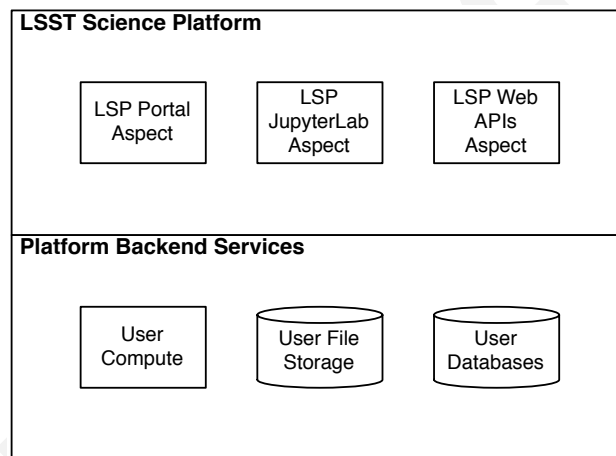 LSST Science Platform
LSP Portal
Aspect
LSP
JupyterLab
Aspect
LSP Web
APIs
Aspect
Platform Backend Services
User
Compute
User File
Storage
User
Databases